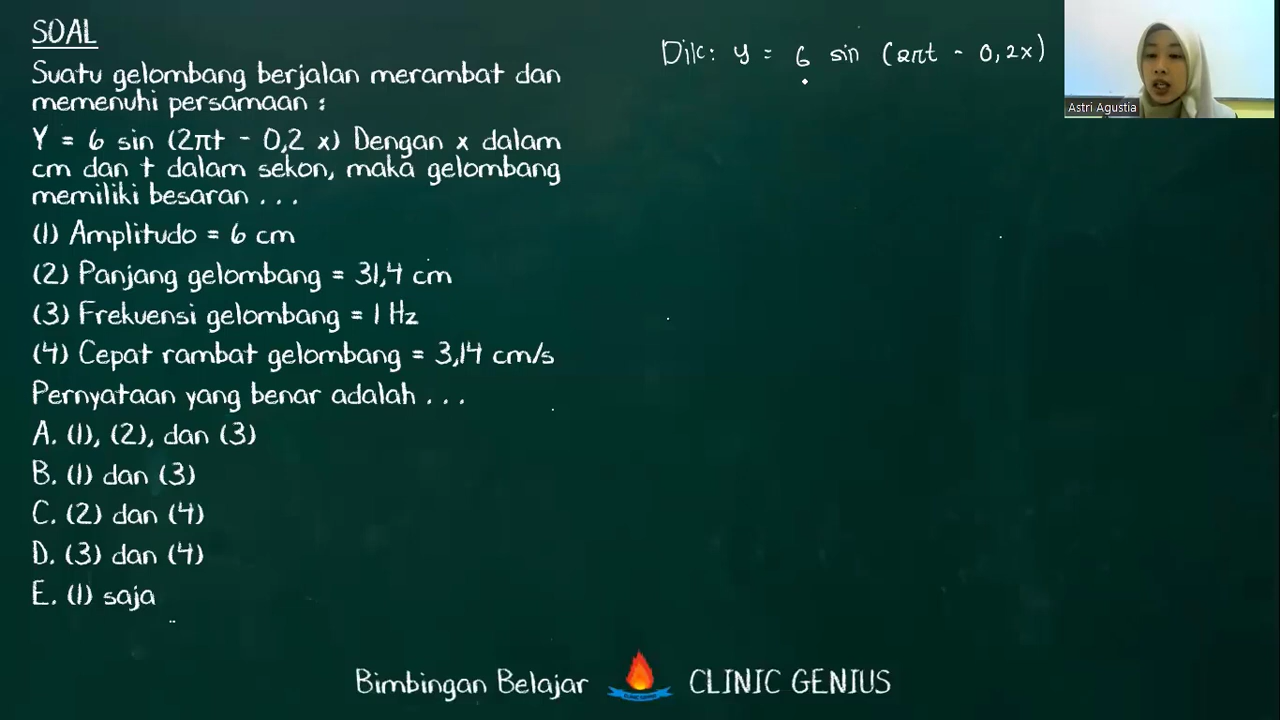 SOAL
Suatu gelombang berjalan merambat dan
memenuhi persamaan :
Y = 6 sin (2πt - 0,2 x) Dengan x dalam
cm dan t dalam sekon, maka gelombang
memiliki besaran . . .
(1) Amplitudo = 6 cm
(2) Panjang gelombang = 31,4 cm
(3) Frekuensi gelombang = 1 Hz
(4) Cepat rambat gelombang = 3,14 cm/s
Pernyataan yang benar adalah . . .
A. (1), (2), dan (3)
B. (1) dan (3)
C. (2) dan (4)
D. (3) dan (4)
E. (1) saja
Dik: y = 6 sin (2πt - 0,2x)
Astri Agustia
Bimbingan Belajar CLINIC GENIUS